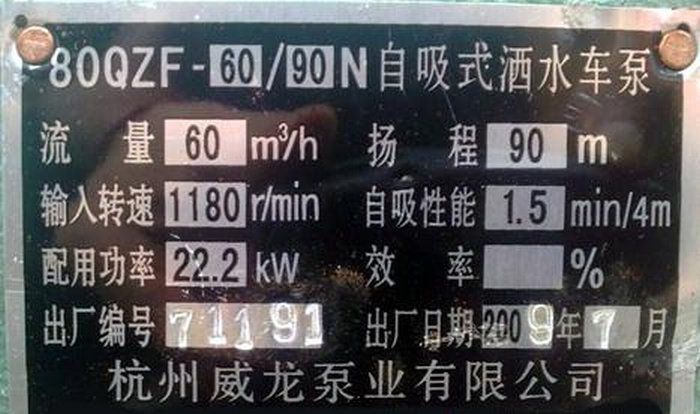 80QZF-60/90N自吸式洒水车泵
流量 60 m³/h 扬程 90 m
输入转速 1180 r/min 自吸性能 1.5 min/4m
配用功率 22.2 kW 效率 %
出厂编号 71191 出厂日期 2009年7月
杭州威龙泵业有限公司